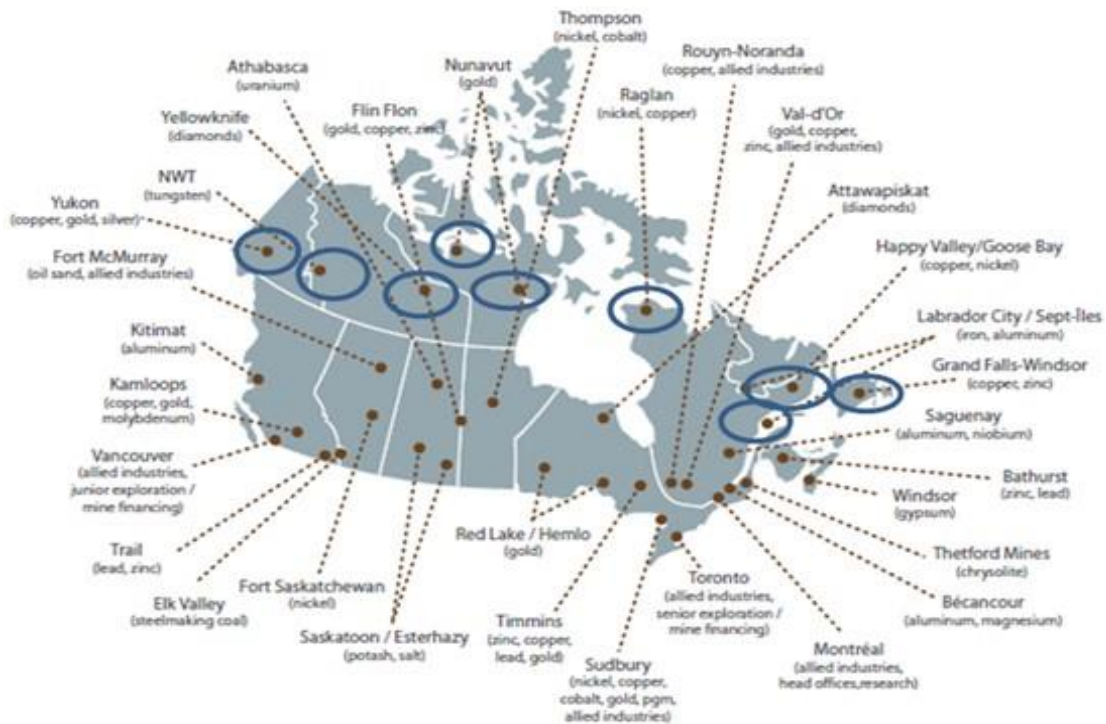 Thompson
(nickel, cobalt)
Rouyn-Noranda
(copper, allied industries)
Athabasca
(uranium)
Nunavut
(gold)
Raglan
(nickel, copper)
Val-d'Or
(gold, copper,
zinc, allied industries)
Yellowknife
(diamonds)
Flin Flon
(gold, copper, zinc)
NWT
(tungsten)
Attawapiskat
(diamonds)
Yukon
(copper, gold, silver)
Happy Valley/Goose Bay
(copper, nickel)
Fort McMurray
(oil sand, allied industries)
Labrador City / Sept-Îles
(iron, aluminum)
Kitimat
(aluminum)
Grand Falls-Windsor
(copper, zinc)
Kamloops
(copper, gold,
molybdenum)
Saguenay
(aluminum, niobium)
Vancouver
(allied industries,
junior exploration /
mine financing)
Bathurst
(zinc, lead)
Windsor
(gypsum)
Red Lake / Hemlo
(gold)
Trail
(lead, zinc)
Thetford Mines
(chrysolite)
Fort Saskatchewan
(nickel)
Toronto
(allied industries,
senior exploration /
mine financing)
Elk Valley
(steelmaking coal)
Bécancour
(aluminum, magnesium)
Saskatoon / Esterhazy
(potash, salt)
Timmins
(zinc, copper,
lead, gold)
Montréal
(allied industries,
head offices,research)
Sudbury
(nickel, copper,
cobalt, gold, pgm,
allied industries)